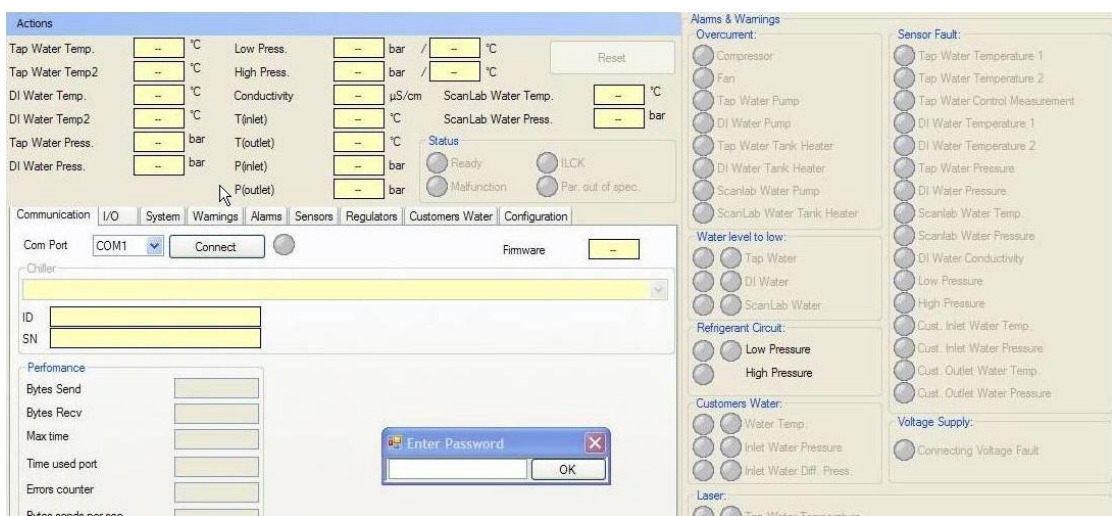 Actions
Tap Water Temp. -- °C Low Press. -- bar / -- °C
Reset
Tap Water Temp2 -- °C High Press. -- bar / -- °C
DI Water Temp. -- °C Conductivity -- µS/cm ScanLab Water Temp. -- °C
DI Water Temp2 -- °C T(inlet) -- °C ScanLab Water Press. -- bar
Tap Water Press. -- bar T(outlet) -- °C
DI Water Press. -- bar P(inlet) -- bar
P(outlet) -- bar
Status
Ready ILCK
Malfunction Par. out of spec.
Communication I/O System Warnings Alarms Sensors Regulators Customers Water Configuration
Com Port COM1 Connect Firmware --
Chiller
ID
SN
Perfomance
Bytes Send
Bytes Recv
Max time
Time used port
Errors counter
Bytes sends per sec
Enter Password
OK
Alarms & Warnings
Overcurrent:
Compressor
Fan
Tap Water Pump
DI Water Pump
Tap Water Tank Heater
DI Water Tank Heater
Scanlab Water Pump
ScanLab Water Tank Heater
Water level to low:
Tap Water
DI Water
ScanLab Water
Refrigerant Circuit:
Low Pressure
High Pressure
Customers Water:
Water Temp.
Inlet Water Pressure
Inlet Water Diff. Press.
Laser:
Tap Water Temperature
Sensor Fault:
Tap Water Temperature 1
Tap Water Temperature 2
Tap Water Control Measurement
DI Water Temperature 1
DI Water Temperature 2
Tap Water Pressure
DI Water Pressure
Scanlab Water Temp.
Scanlab Water Pressure
DI Water Conductivity
Low Pressure
High Pressure
Cust. Inlet Water Temp.
Cust. Inlet Water Pressure
Cust. Outlet Water Temp.
Cust. Outlet Water Pressure
Voltage Supply:
Connecting Voltage Fault